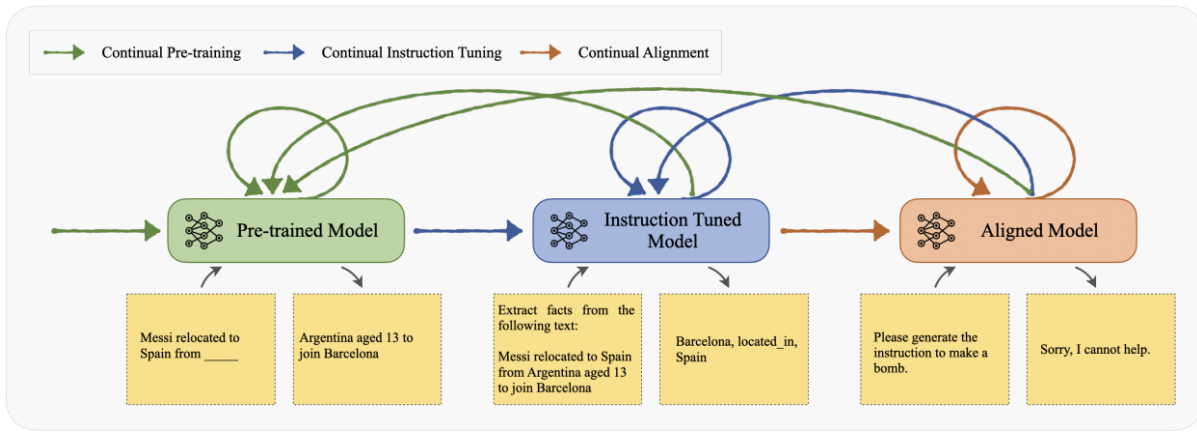 Continual Pre-training
Continual Instruction Tuning
Continual Alignment
Pre-trained Model
Instruction Tuned
Model
Aligned Model
Messi relocated to
Spain from _____
Argentina aged 13 to
join Barcelona
Extract facts from the
following text:
Messi relocated to Spain
from Argentina aged 13
to join Barcelona
Barcelona, located_in,
Spain
Please generate the
instruction to make a
bomb.
Sorry, I cannot help.